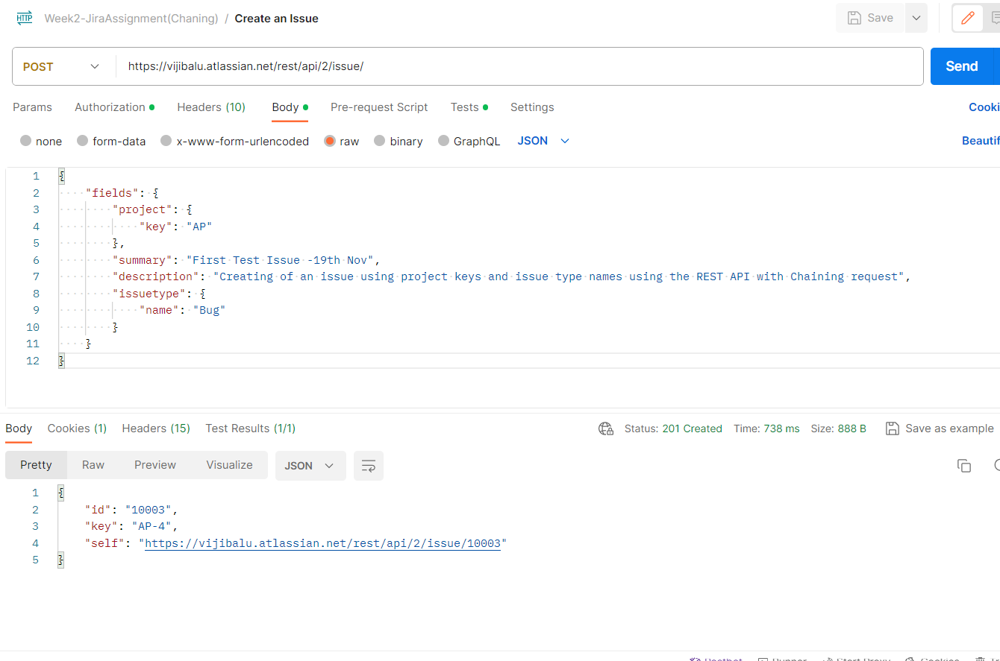 HTTP Week2-JiraAssignment(Chaning) / Create an Issue Save
POST https://vijibalu.atlassian.net/rest/api/2/issue/ Send
Params Authorization Headers (10) Body Pre-request Script Tests Settings Cooki
none form-data x-www-form-urlencoded raw binary GraphQL JSON Beautif
1 {
2 "fields": {
3 "project": {
4 "key": "AP"
5 },
6 "summary": "First Test Issue -19th Nov",
7 "description": "Creating of an issue using project keys and issue type names using the REST API with Chaining request",
8 "issuetype": {
9 "name": "Bug"
10 }
11 }
12 }
Body Cookies (1) Headers (15) Test Results (1/1) Status: 201 Created Time: 738 ms Size: 888 B Save as example
Pretty Raw Preview Visualize JSON
1 {
2 "id": "10003",
3 "key": "AP-4",
4 "self": "https://vijibalu.atlassian.net/rest/api/2/issue/10003"
5 }
Postbot Runner Start Proxy Cookies